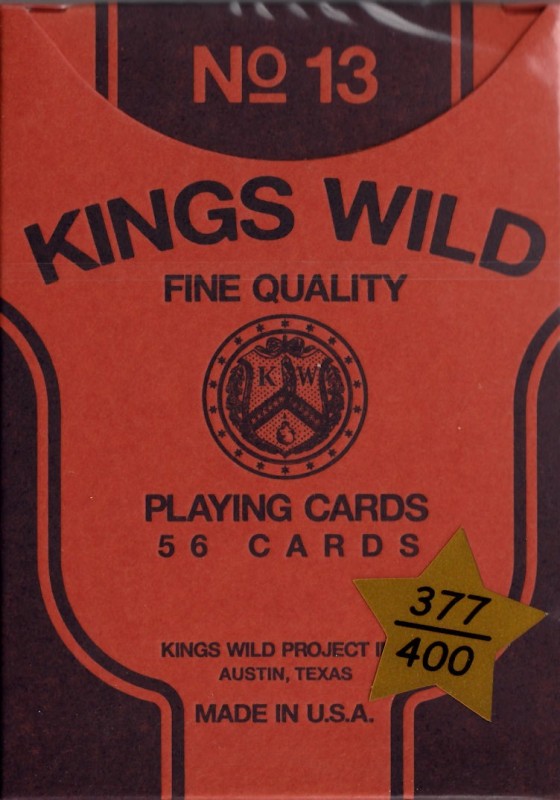 No 13
KINGS WILD
FINE QUALITY
K W
PLAYING CARDS
56 CARDS
377
400
KINGS WILD PROJECT
AUSTIN, TEXAS
MADE IN U.S.A.